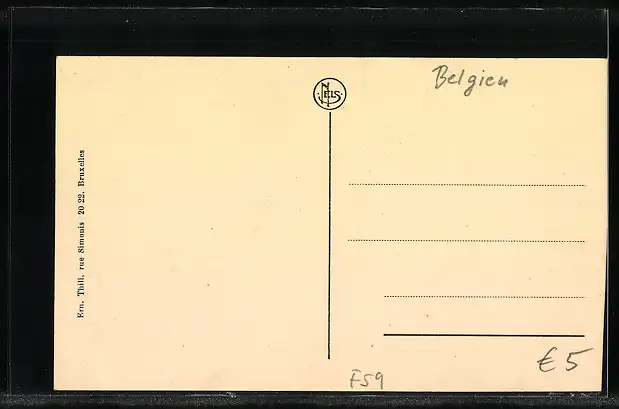 Belgien
NELS
Ern. Thill, rue Simonis 20 22, Bruxelles
€ 5
F59